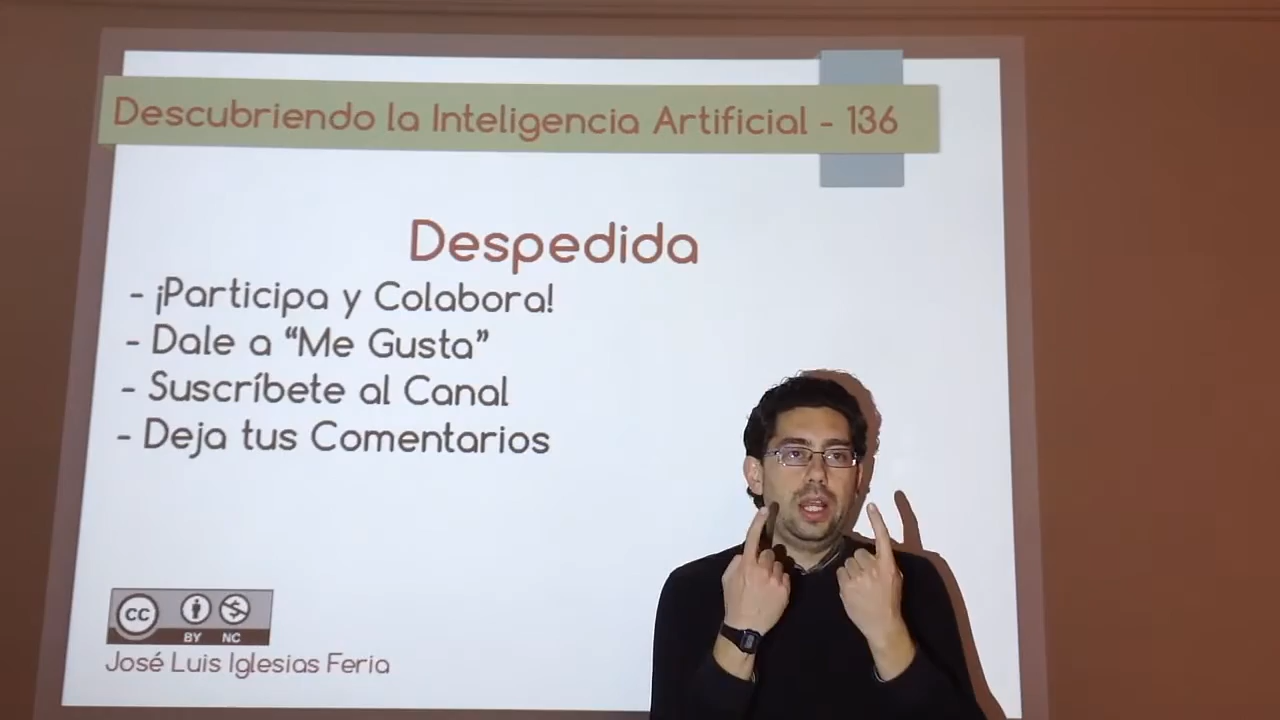 Descubriendo la Inteligencia Artificial - 136
Despedida
- ¡Participa y Colabora!
- Dale a “Me Gusta”
- Suscríbete al Canal
- Deja tus Comentarios
CC
BY NC
José Luis Iglesias Feria